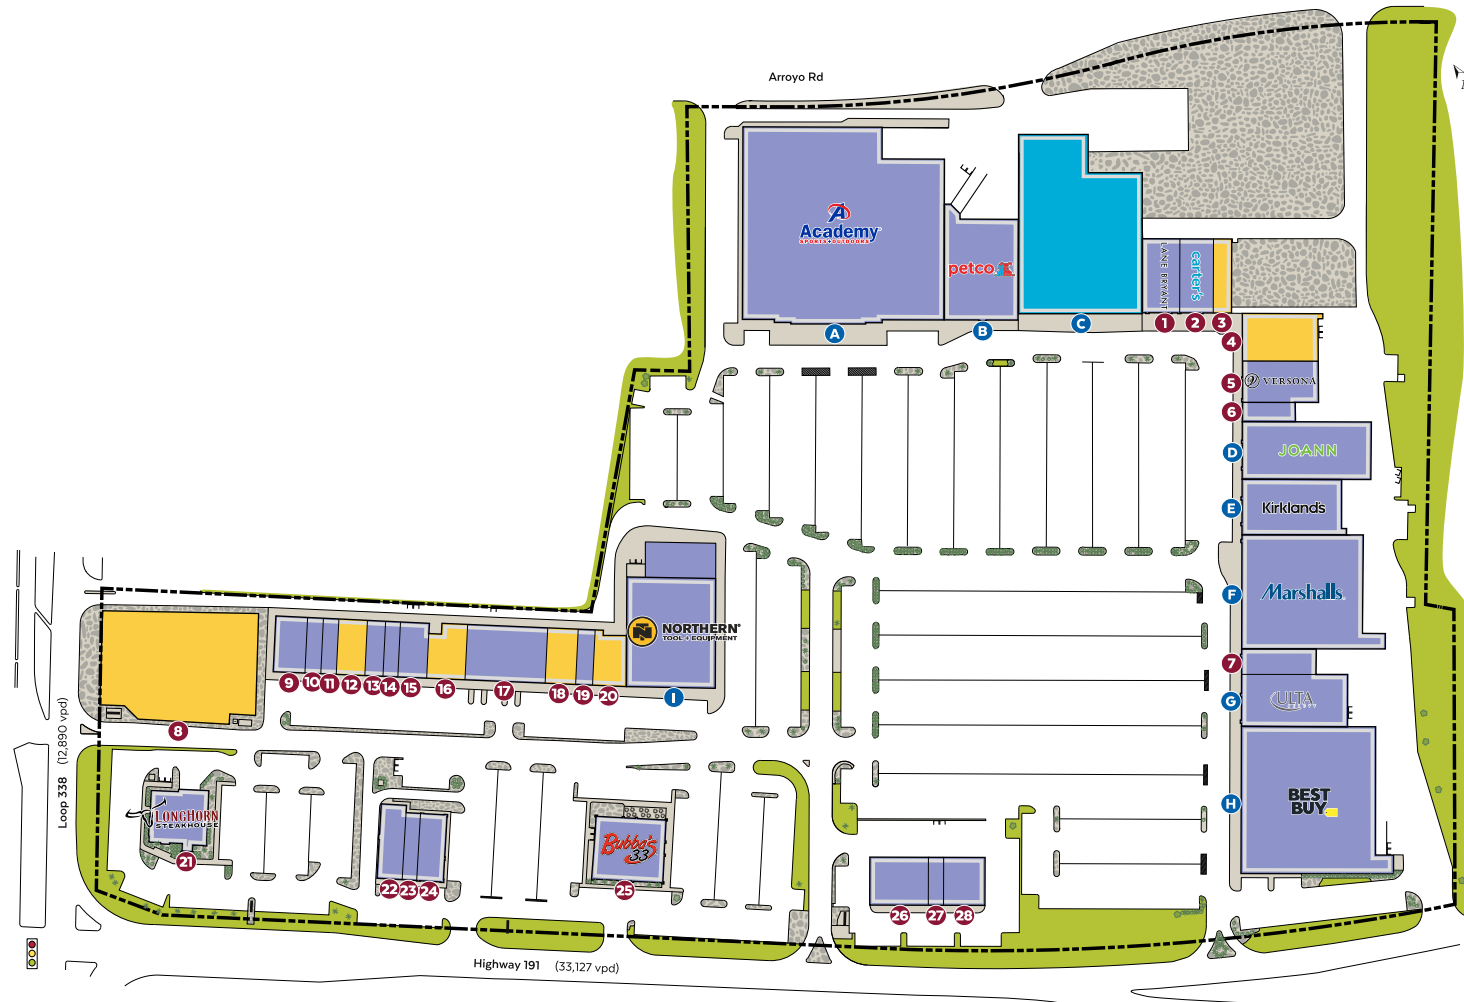 Arroyo Rd
Academy
SPORTS+OUTDOORS
petco
LANE BRYANT
carter's
A
B
C
1
2
3
4
5
VERSONA
6
D
JOANN
E
Kirkland's
F
Marshalls
7
G
ULTA
BEAUTY
H
BEST
BUY
NORTHERN
TOOL + EQUIPMENT
I
8
9
10
11
12
13
14
15
16
17
18
19
20
LONGHORN
STEAKHOUSE
21
22
23
24
Bubba's
33
25
26
27
28
Loop 338 (12,890 vpd)
Highway 191 (33,127 vpd)